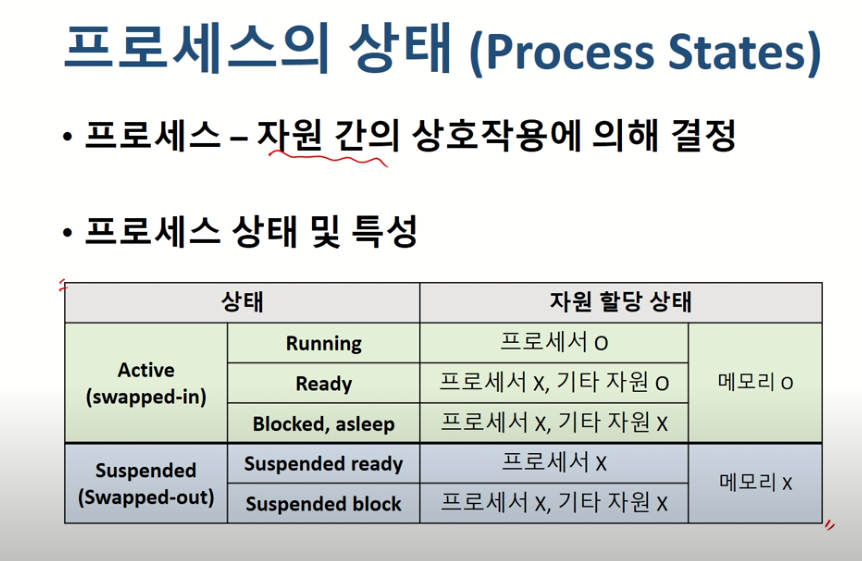 프로세스의 상태 (Process States)
• 프로세스 – 자원 간의 상호작용에 의해 결정
• 프로세스 상태 및 특성
상태 자원 할당 상태
Active (swapped-in)
Running 프로세서 O
Ready 프로세서 X, 기타 자원 O
Blocked, asleep 프로세서 X, 기타 자원 X
메모리 O
Suspended (Swapped-out)
Suspended ready 프로세서 X
Suspended block 프로세서 X, 기타 자원 X
메모리 X